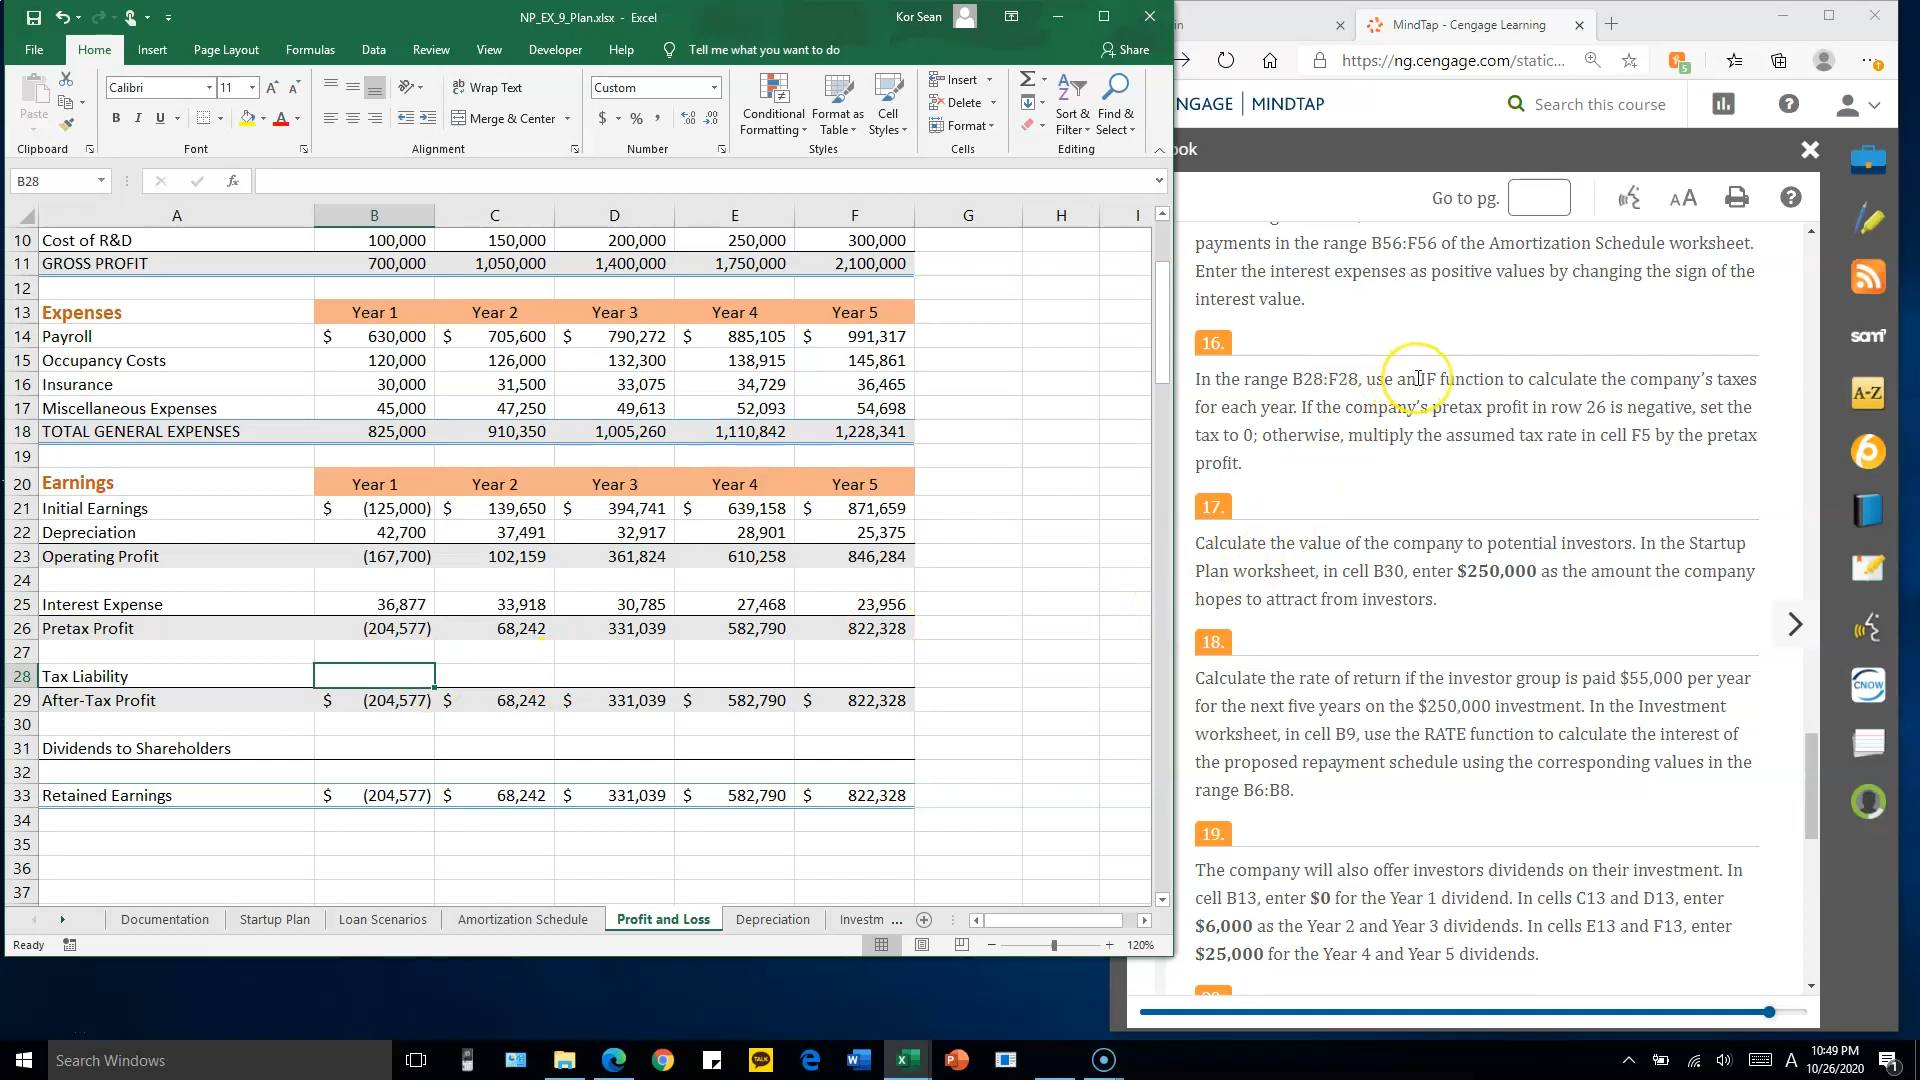 NP_EX_9_Plan.xlsx - Excel
Kor Sean
File Home Insert Page Layout Formulas Data Review View Developer Help Tell me what you want to do Share
Paste
Clipboard
Calibri 11
B I U
Font
Wrap Text
Merge & Center
Alignment
Custom
$ % ,
Number
Conditional Formatting
Format as Table
Cell Styles
Styles
Insert
Delete
Format
Cells
Sort & Filter
Find & Select
Editing
B28
fx
A B C D E F G H I
10 Cost of R&D 100,000 150,000 200,000 250,000 300,000
11 GROSS PROFIT 700,000 1,050,000 1,400,000 1,750,000 2,100,000
12
13 Expenses Year 1 Year 2 Year 3 Year 4 Year 5
14 Payroll $ 630,000 $ 705,600 $ 790,272 $ 885,105 $ 991,317
15 Occupancy Costs 120,000 126,000 132,300 138,915 145,861
16 Insurance 30,000 31,500 33,075 34,729 36,465
17 Miscellaneous Expenses 45,000 47,250 49,613 52,093 54,698
18 TOTAL GENERAL EXPENSES 825,000 910,350 1,005,260 1,110,842 1,228,341
19
20 Earnings Year 1 Year 2 Year 3 Year 4 Year 5
21 Initial Earnings $ (125,000) $ 139,650 $ 394,741 $ 639,158 $ 871,659
22 Depreciation 42,700 37,491 32,917 28,901 25,375
23 Operating Profit (167,700) 102,159 361,824 610,258 846,284
24
25 Interest Expense 36,877 33,918 30,785 27,468 23,956
26 Pretax Profit (204,577) 68,242 331,039 582,790 822,328
27
28 Tax Liability
29 After-Tax Profit $ (204,577) $ 68,242 $ 331,039 $ 582,790 $ 822,328
30
31 Dividends to Shareholders
32
33 Retained Earnings $ (204,577) $ 68,242 $ 331,039 $ 582,790 $ 822,328
34
35
36
37
Documentation Startup Plan Loan Scenarios Amortization Schedule Profit and Loss Depreciation Investm ...
Ready
120%
in
MindTap - Cengage Learning
https://ng.cengage.com/static...
5
NGAGE | MINDTAP
Search this course
ook
Go to pg.
AA
payments in the range B56:F56 of the Amortization Schedule worksheet.
Enter the interest expenses as positive values by changing the sign of the
interest value.
16.
In the range B28:F28, use an IF function to calculate the company's taxes
for each year. If the company's pretax profit in row 26 is negative, set the
tax to 0; otherwise, multiply the assumed tax rate in cell F5 by the pretax
profit.
17.
Calculate the value of the company to potential investors. In the Startup
Plan worksheet, in cell B30, enter $250,000 as the amount the company
hopes to attract from investors.
18.
Calculate the rate of return if the investor group is paid $55,000 per year
for the next five years on the $250,000 investment. In the Investment
worksheet, in cell B9, use the RATE function to calculate the interest of
the proposed repayment schedule using the corresponding values in the
range B6:B8.
19.
The company will also offer investors dividends on their investment. In
cell B13, enter $0 for the Year 1 dividend. In cells C13 and D13, enter
$6,000 as the Year 2 and Year 3 dividends. In cells E13 and F13, enter
$25,000 for the Year 4 and Year 5 dividends.
sam
A-Z
CNOW
Search Windows
TALK
A
10:49 PM
10/26/2020
1